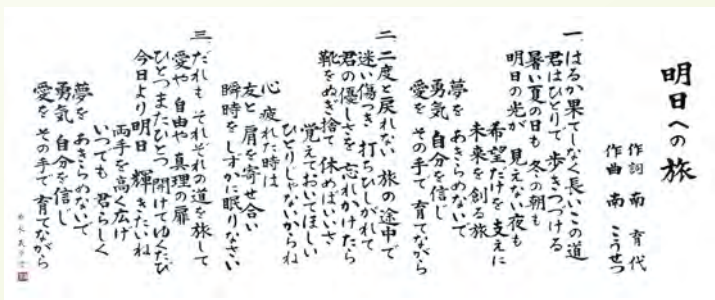 明日への旅
作詞 南 育代
作曲 南 こうせつ
一 はるか果てしなく長いこの道
君はひとりで 歩きつづける
暑い夏の日も 冬の朝も
明日の光が 見えない夜も
希望だけを 支えに
未来を創る旅
夢を あきらめないで
勇気 自分を信じ
愛を その手で 育てながら
二 二度と戻れない 旅の途中で
迷い傷つき 打ちひしがれて
君の優しさを 忘れかけたら
靴をぬぎ捨て 休めばいいさ
覚えておいてほしい
ひとりじゃないからね
心 疲れた時は
友と 肩を寄せ合い
瞬時を しずかに眠りなさい
三 だれも それぞれの道を 旅して
愛や 自由や 真理の扉
ひとつまたひとつ 開けてゆくたび
今日より明日 輝きたいね
両手を高く広げ
いつでも 君らしく
夢を あきらめないで
勇気 自分を信じ
愛を その手で 育てながら